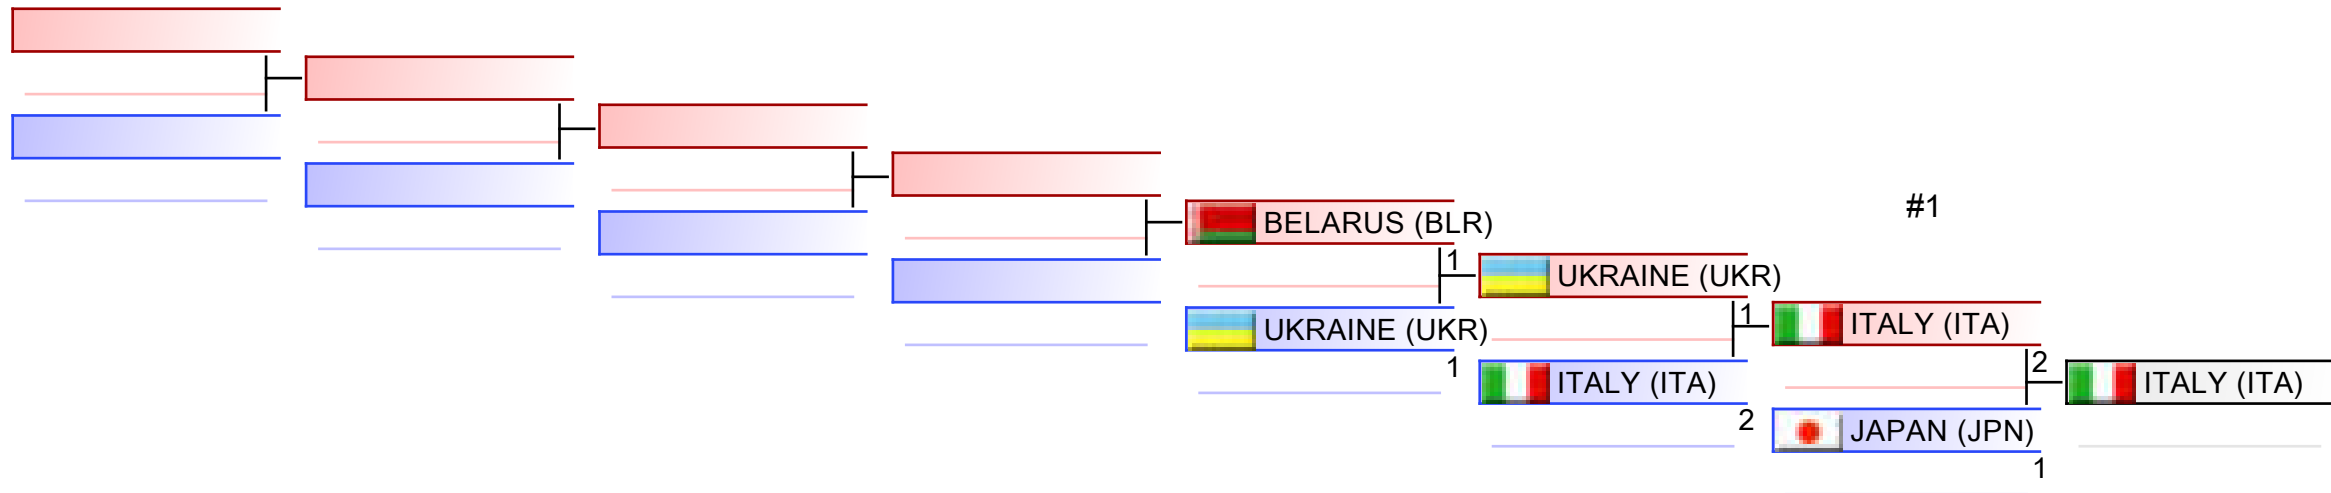 #1
BELARUS (BLR)
1
UKRAINE (UKR)
UKRAINE (UKR)
1
1
ITALY (ITA)
ITALY (ITA)
2
2
ITALY (ITA)
JAPAN (JPN)
1